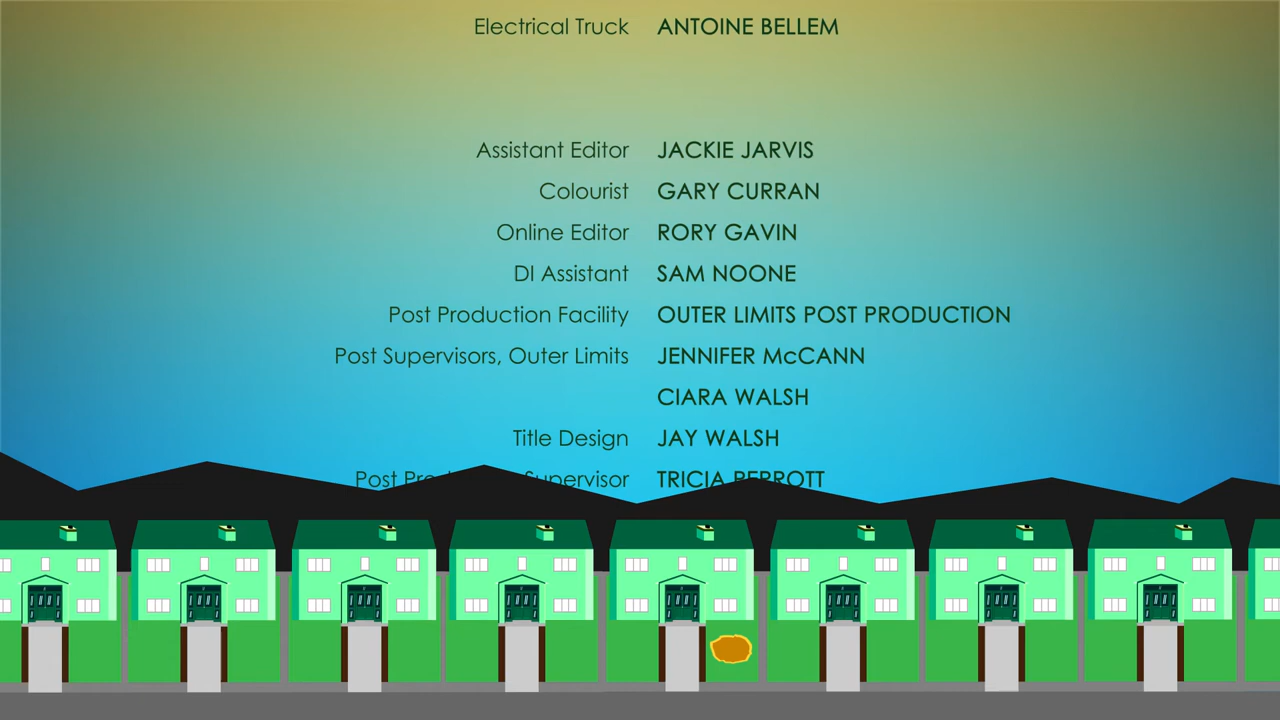 Electrical Truck ANTOINE BELLEM
Assistant Editor JACKIE JARVIS
Colourist GARY CURRAN
Online Editor RORY GAVIN
DI Assistant SAM NOONE
Post Production Facility OUTER LIMITS POST PRODUCTION
Post Supervisors, Outer Limits JENNIFER McCANN
CIARA WALSH
Title Design JAY WALSH
Post Supervisor TRICIA PERROTT